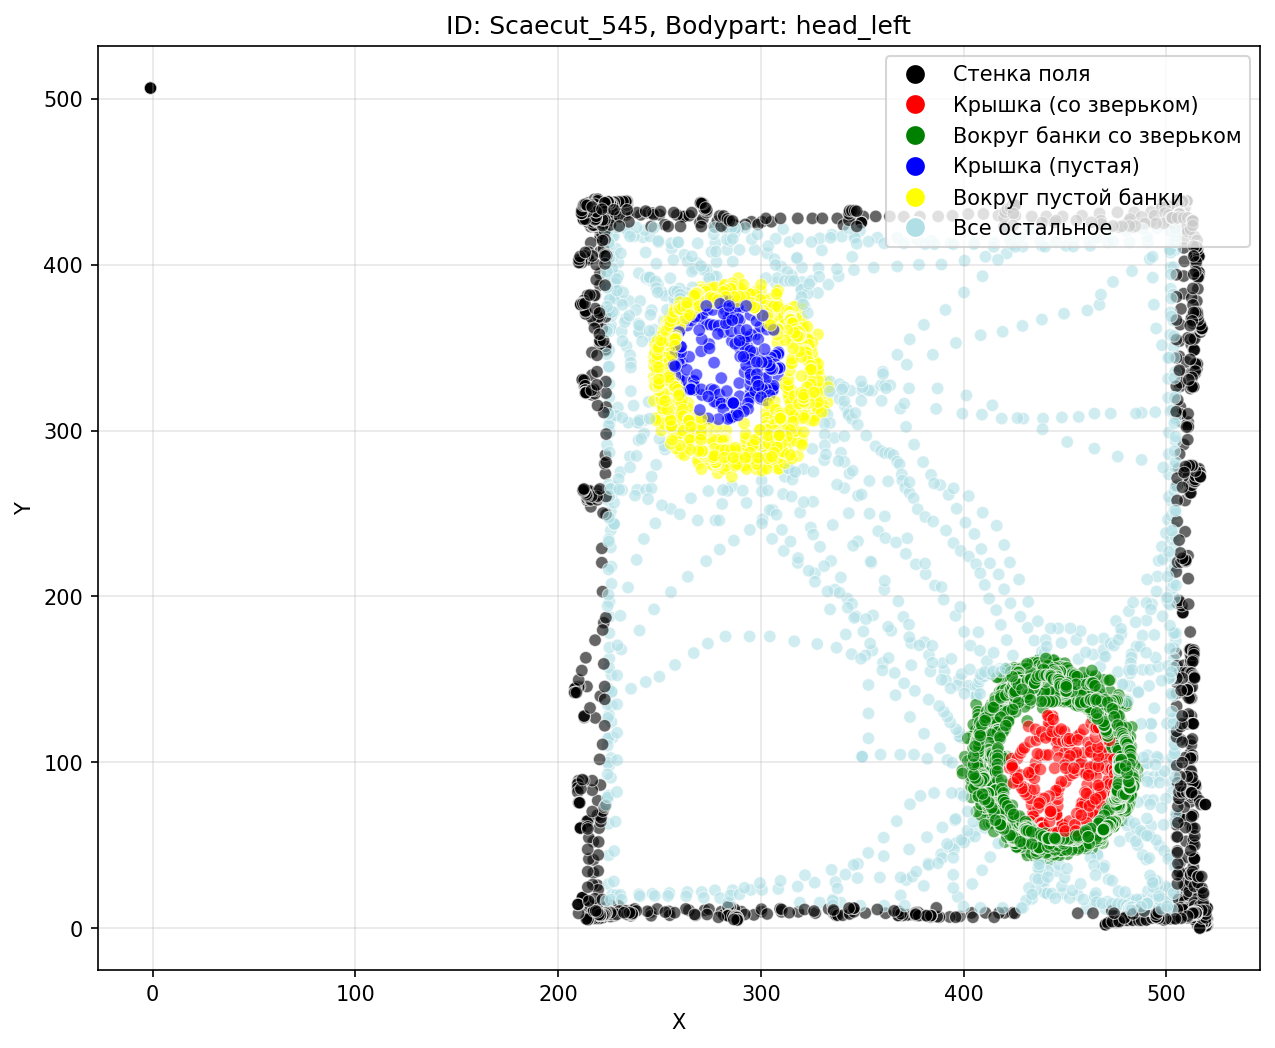 ID: Scaecut_545, Bodypart: head_left
Стенка поля
Крышка (со зверьком)
Вокруг банки со зверьком
Крышка (пустая)
Вокруг пустой банки
Все остальное
500
400
300
200
100
0
Y
0 100 200 300 400 500
X